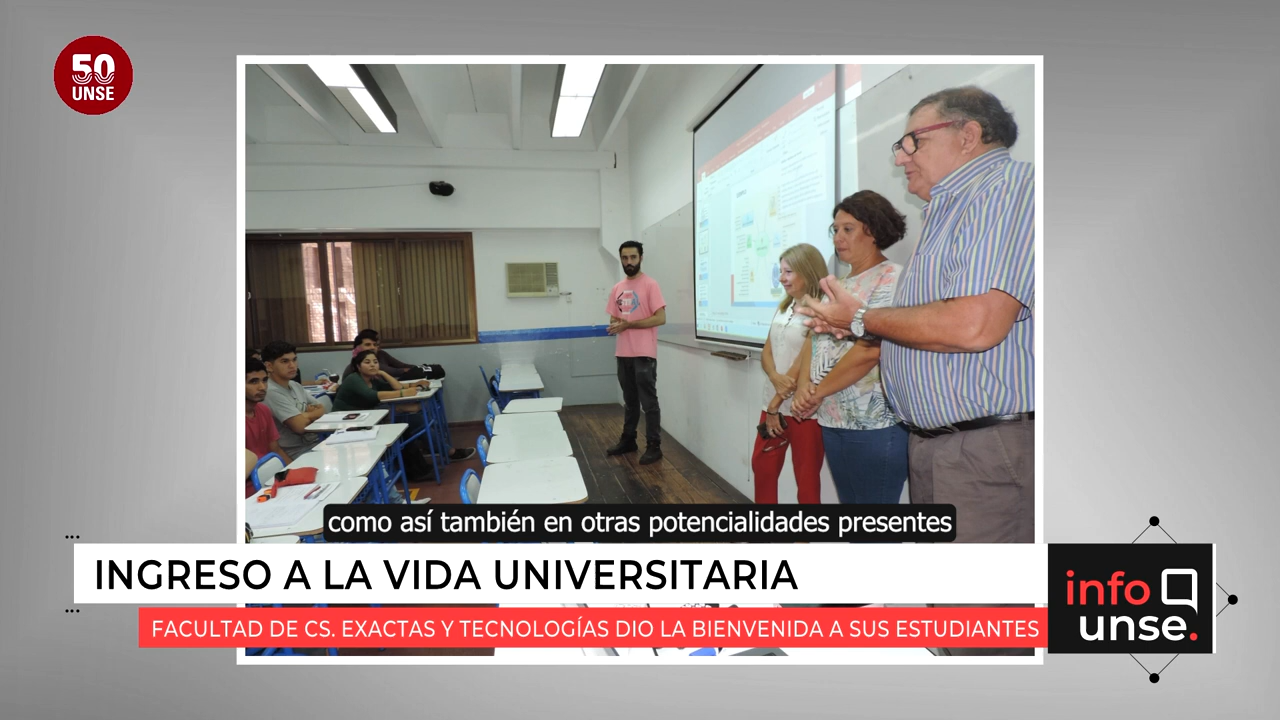 50
UNSE
como así también en otras potencialidades presentes
INGRESO A LA VIDA UNIVERSITARIA
FACULTAD DE CS. EXACTAS Y TECNOLOGÍAS DIO LA BIENVENIDA A SUS ESTUDIANTES
info
unse.